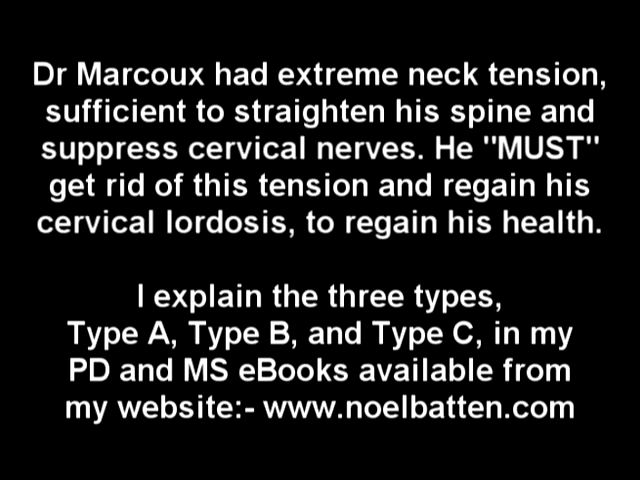 Dr Marcoux had extreme neck tension,
sufficient to straighten his spine and
suppress cervical nerves. He "MUST"
get rid of this tension and regain his
cervical lordosis, to regain his health.
I explain the three types,
Type A, Type B, and Type C, in my
PD and MS eBooks available from
my website:- www.noelbatten.com